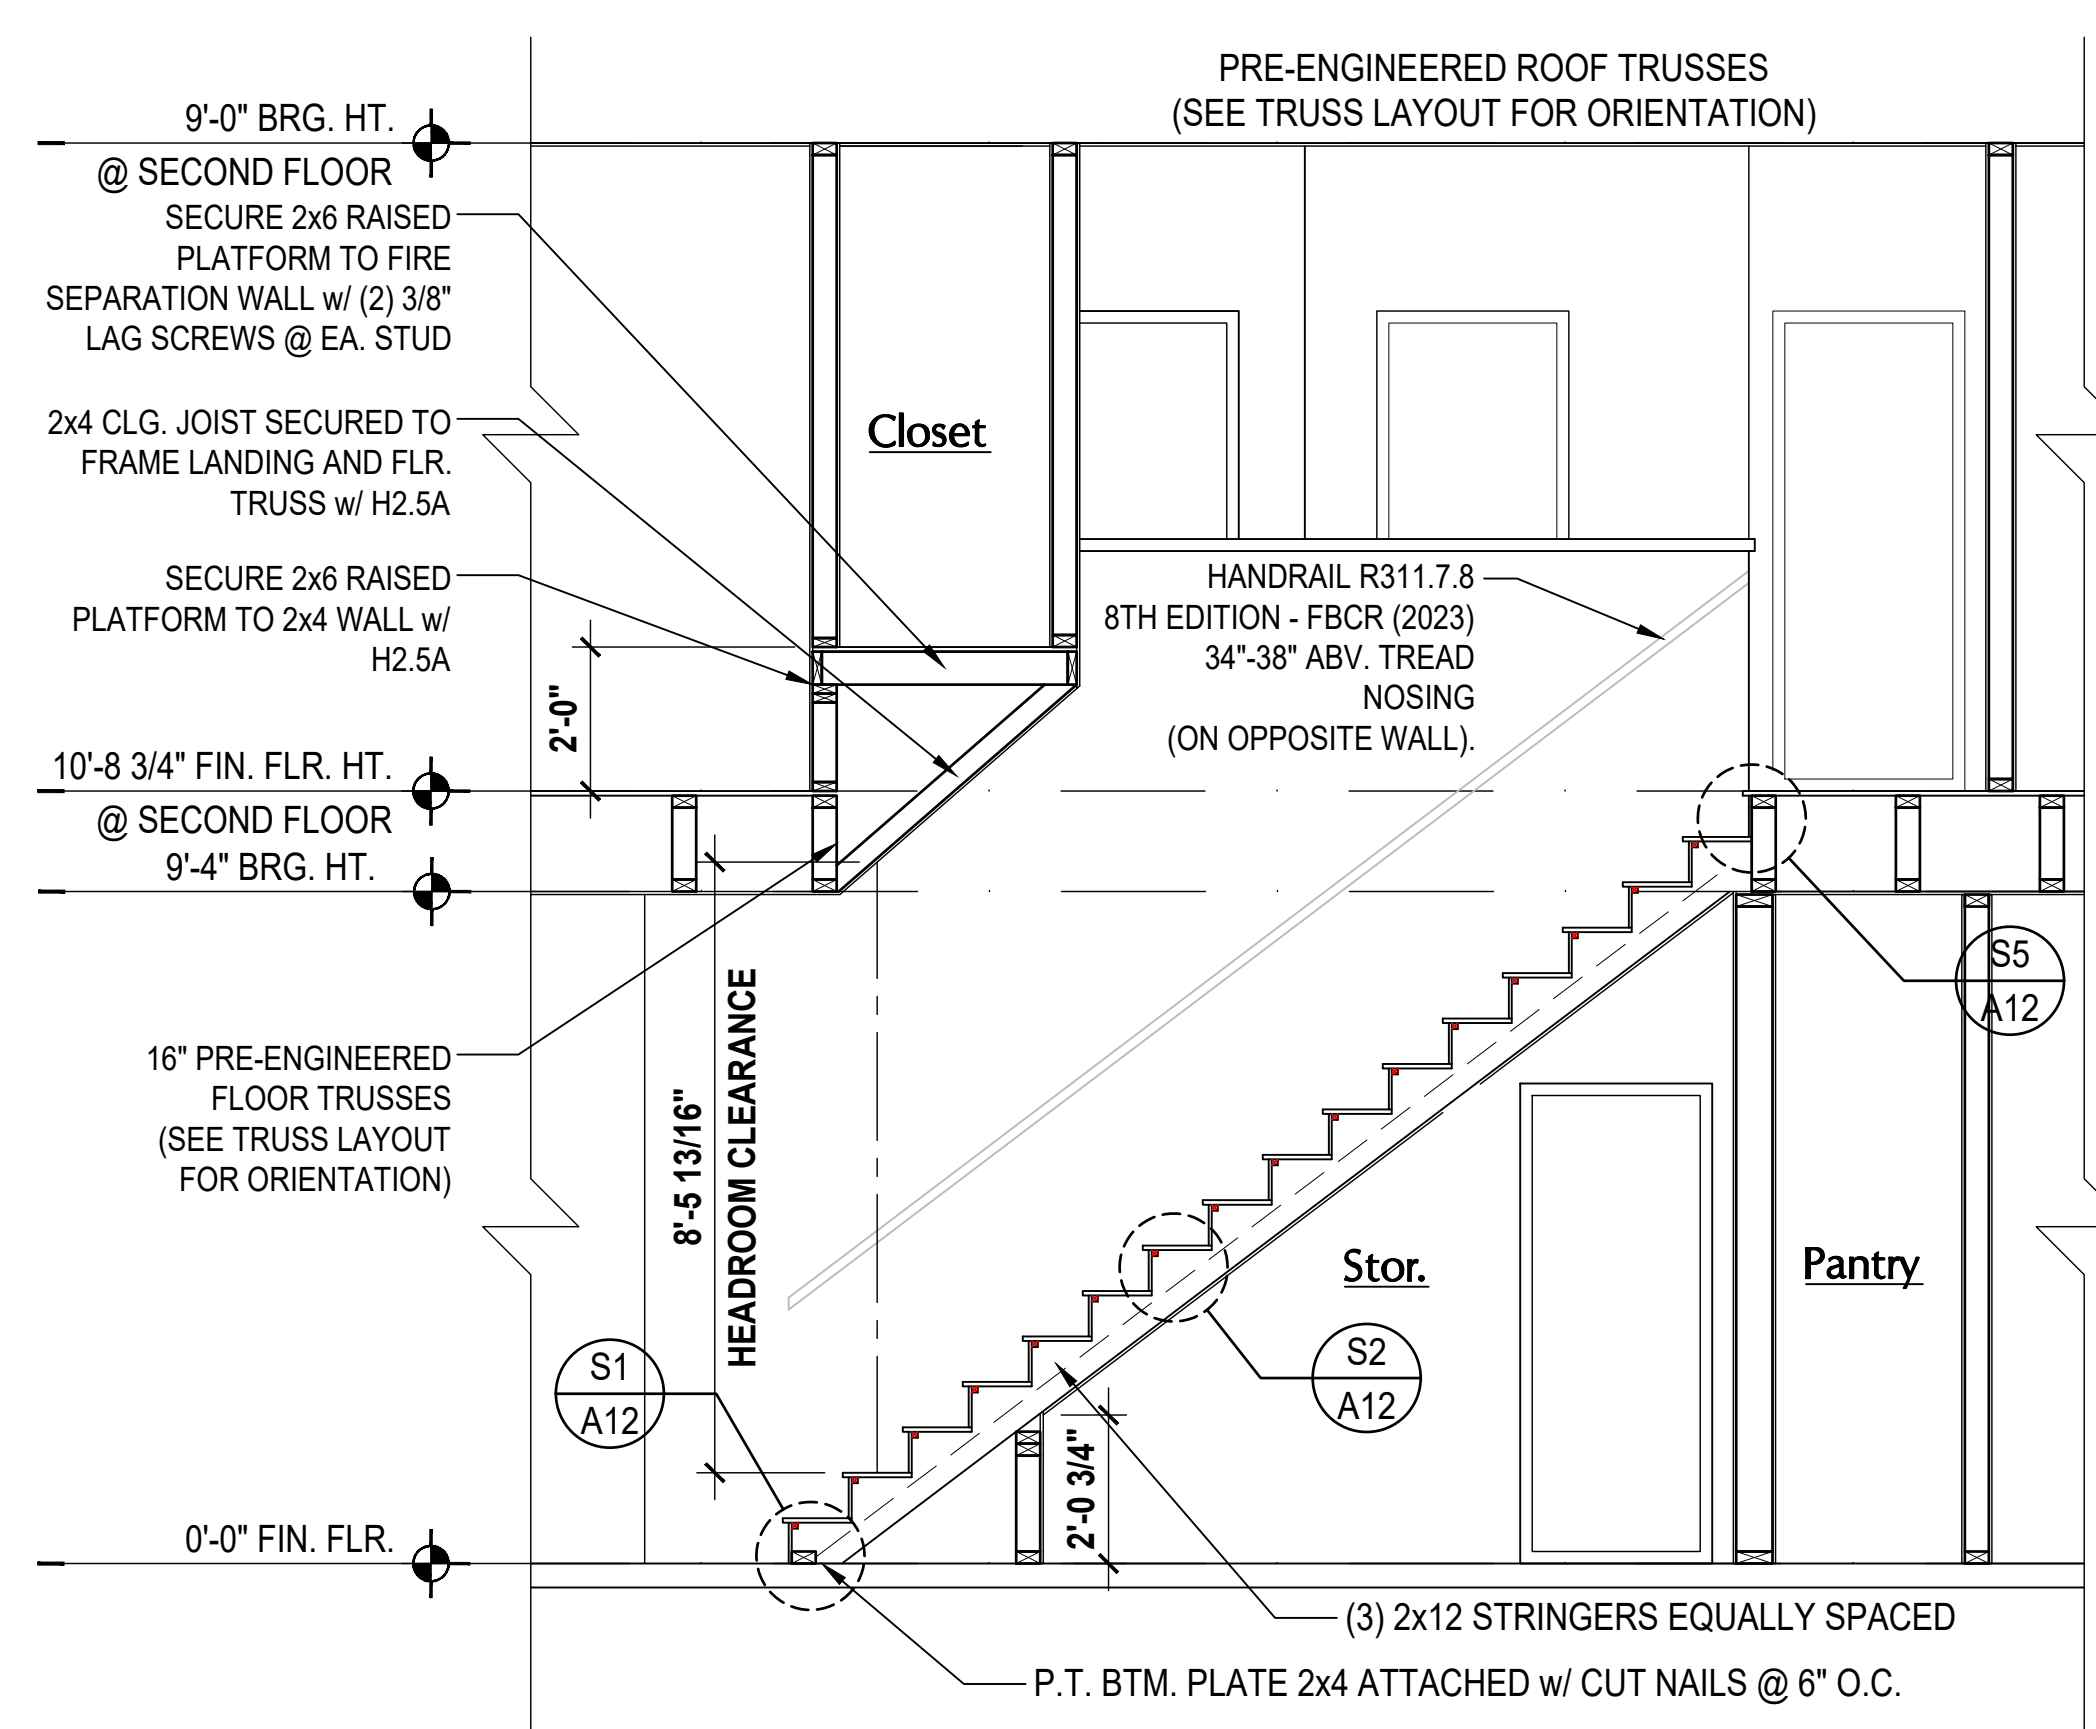 PRE-ENGINEERED ROOF TRUSSES
(SEE TRUSS LAYOUT FOR ORIENTATION)
9'-0" BRG. HT.
@ SECOND FLOOR
SECURE 2x6 RAISED
PLATFORM TO FIRE
SEPARATION WALL w/ (2) 3/8"
LAG SCREWS @ EA. STUD
2x4 CLG. JOIST SECURED TO
FRAME LANDING AND FLR.
TRUSS w/ H2.5A
Closet
SECURE 2x6 RAISED
PLATFORM TO 2x4 WALL w/
H2.5A
HANDRAIL R311.7.8
8TH EDITION - FBCR (2023)
34"-38" ABV. TREAD
NOSING
(ON OPPOSITE WALL).
2'-0"
10'-8 3/4" FIN. FLR. HT.
@ SECOND FLOOR
9'-4" BRG. HT.
S5
A12
16" PRE-ENGINEERED
FLOOR TRUSSES
(SEE TRUSS LAYOUT
FOR ORIENTATION)
8'-5 13/16"
HEADROOM CLEARANCE
Stor.
Pantry
S1
A12
S2
A12
2'-0 3/4"
0'-0" FIN. FLR.
(3) 2x12 STRINGERS EQUALLY SPACED
P.T. BTM. PLATE 2x4 ATTACHED w/ CUT NAILS @ 6" O.C.